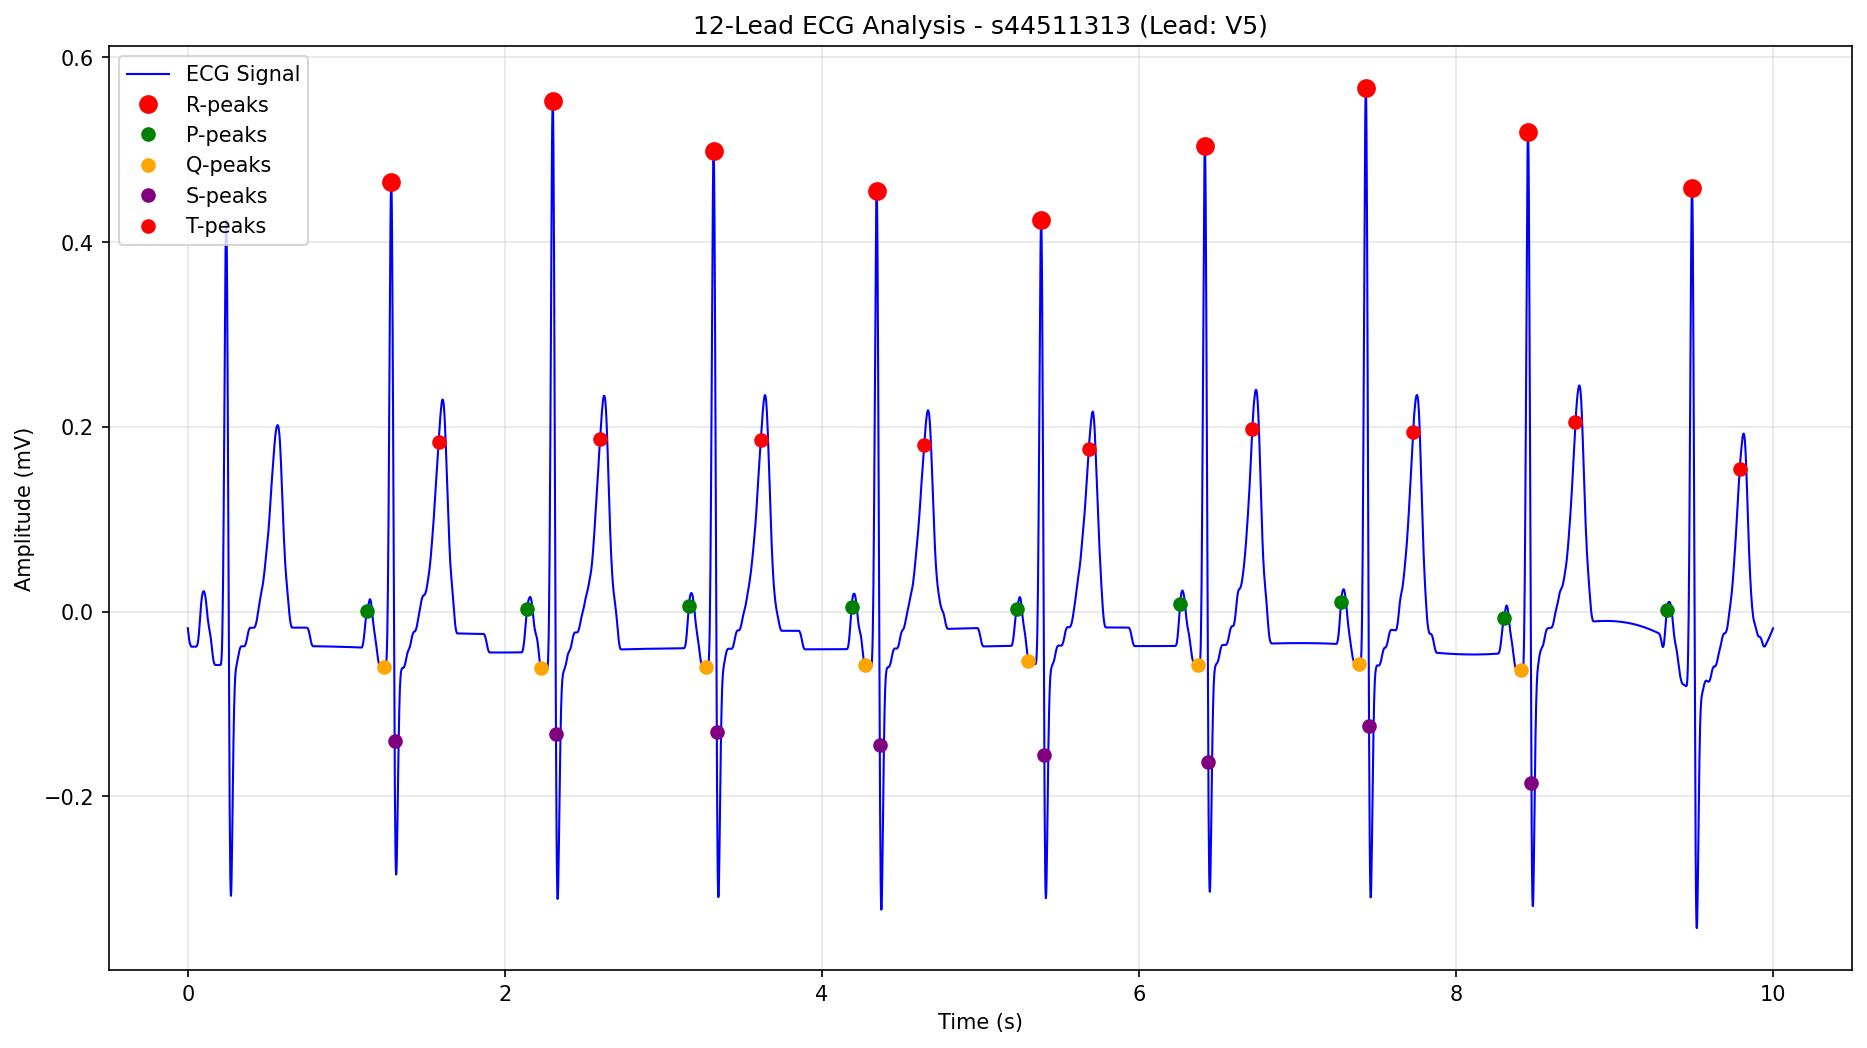 12-Lead ECG Analysis - s44511313 (Lead: V5)
ECG Signal
R-peaks
P-peaks
Q-peaks
S-peaks
T-peaks
Amplitude (mV)
0.6
0.4
0.2
0.0
−0.2
0 2 4 6 8 10
Time (s)